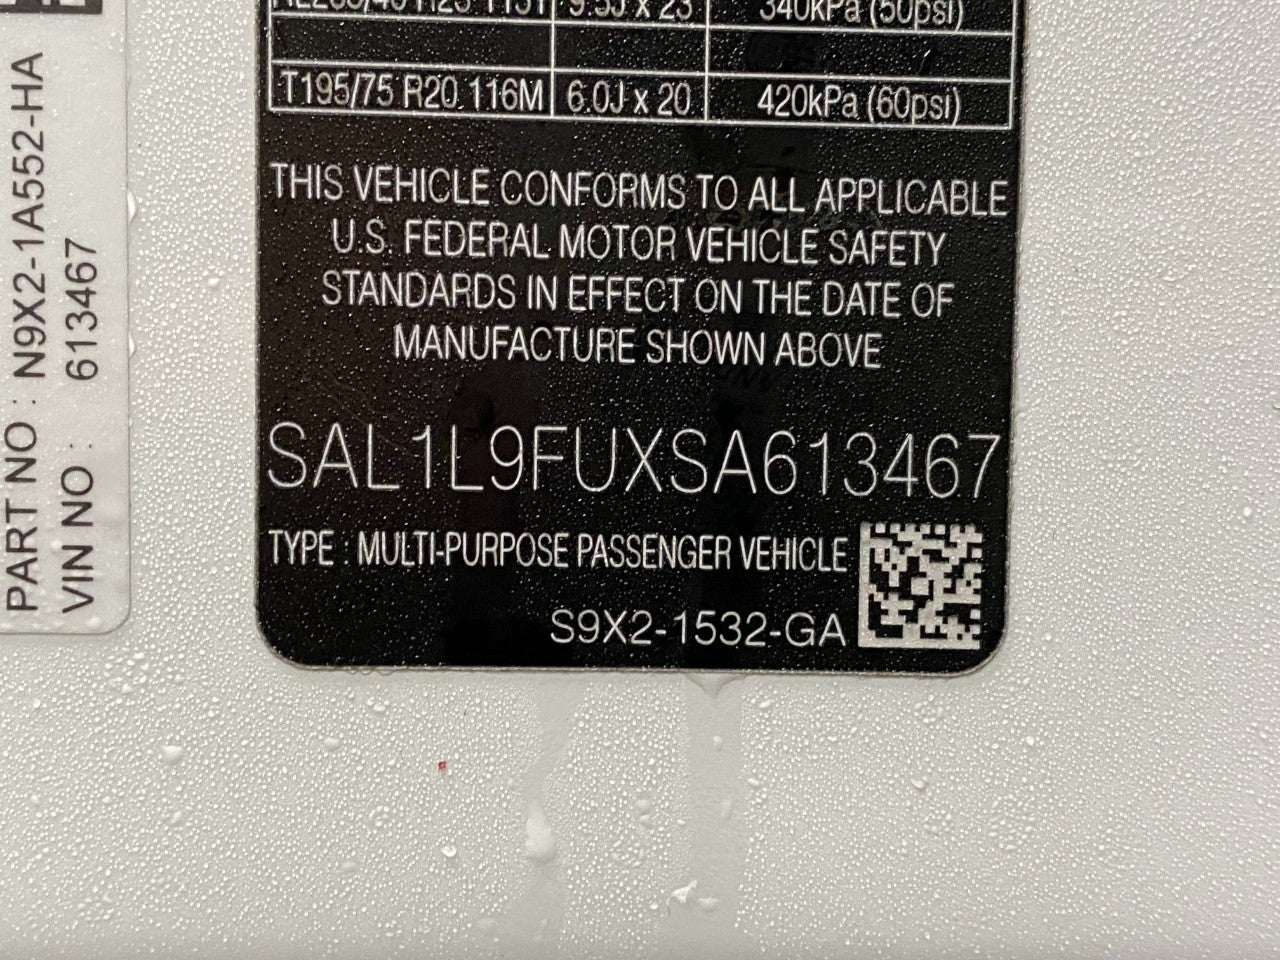 340kPa (50psi)
T195/75 R20 116M 6.0J x 20 420kPa (60psi)
THIS VEHICLE CONFORMS TO ALL APPLICABLE
U.S. FEDERAL MOTOR VEHICLE SAFETY
STANDARDS IN EFFECT ON THE DATE OF
MANUFACTURE SHOWN ABOVE
SAL1L9FUXSA613467
TYPE : MULTI-PURPOSE PASSENGER VEHICLE
S9X2-1532-GA
PART NO : N9X2-1A552-HA
VIN NO : 613467